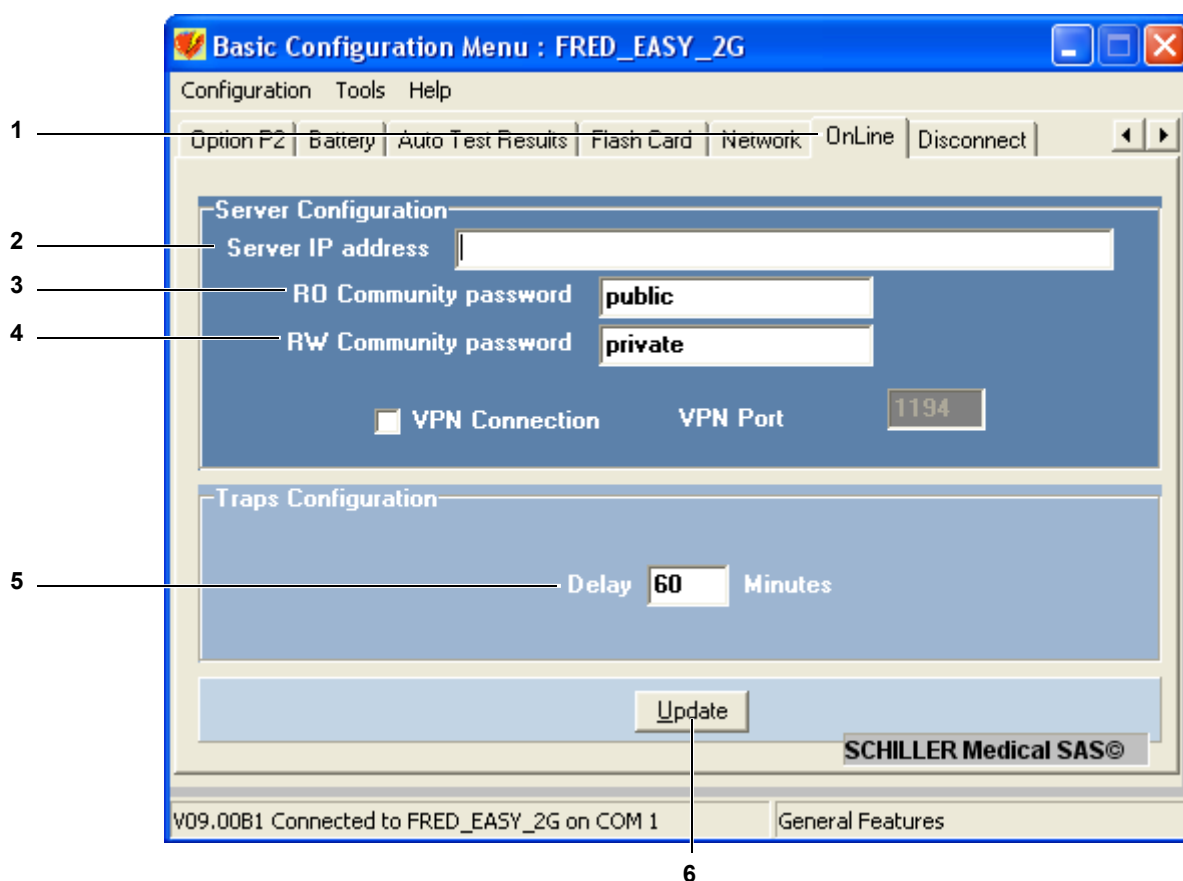 Basic Configuration Menu : FRED_EASY_2G
Configuration Tools Help
1
Option P2 Battery Auto Test Results Flash Card Network OnLine Disconnect
Server Configuration
2
Server IP address
3
RO Community password public
4
RW Community password private
VPN Connection VPN Port 1194
Traps Configuration
5
Delay 60 Minutes
Update
SCHILLER Medical SAS©
V09.00B1 Connected to FRED_EASY_2G on COM 1 General Features
6